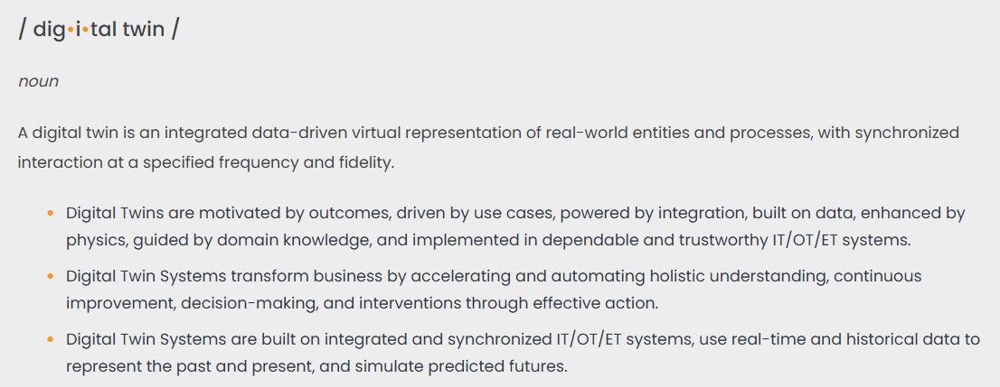 / dig•i•tal twin /
noun
A digital twin is an integrated data-driven virtual representation of real-world entities and processes, with synchronized
interaction at a specified frequency and fidelity.
• Digital Twins are motivated by outcomes, driven by use cases, powered by integration, built on data, enhanced by
physics, guided by domain knowledge, and implemented in dependable and trustworthy IT/OT/ET systems.
• Digital Twin Systems transform business by accelerating and automating holistic understanding, continuous
improvement, decision-making, and interventions through effective action.
• Digital Twin Systems are built on integrated and synchronized IT/OT/ET systems, use real-time and historical data to
represent the past and present, and simulate predicted futures.